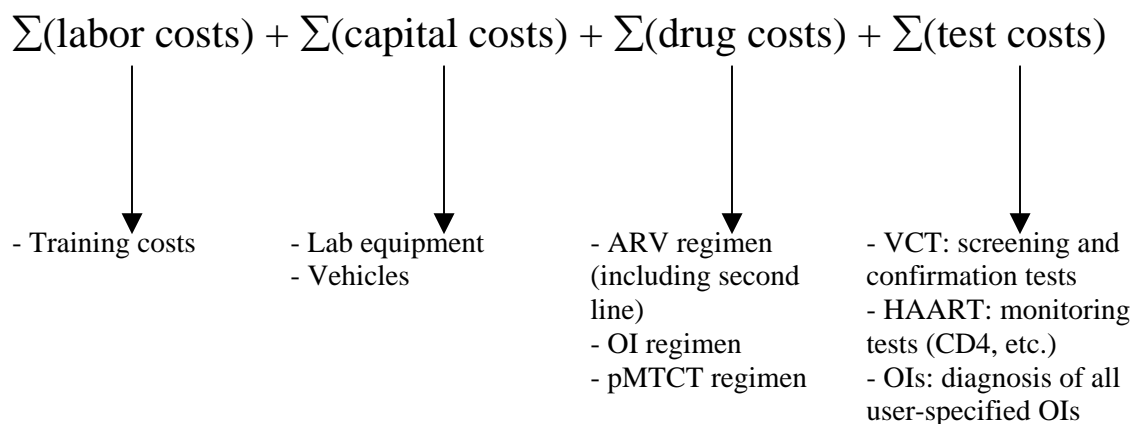 ∑(labor costs) + ∑(capital costs) + ∑(drug costs) + ∑(test costs)
- Training costs
- Lab equipment
- Vehicles
- ARV regimen
(including second
line)
- OI regimen
- pMTCT regimen
- VCT: screening and
confirmation tests
- HAART: monitoring
tests (CD4, etc.)
- OIs: diagnosis of all
user-specified OIs